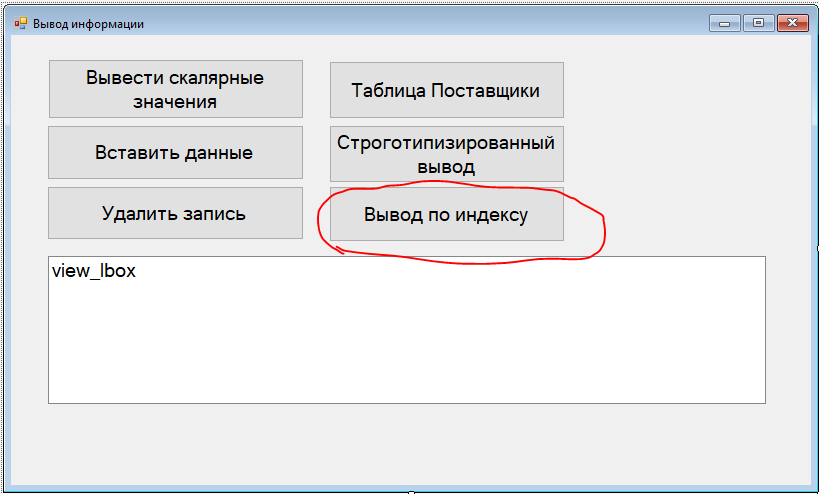 Вывод информации
Вывести скалярные
значения
Таблица Поставщики
Вставить данные
Строготипизированный
вывод
Удалить запись
Вывод по индексу
view_lbox